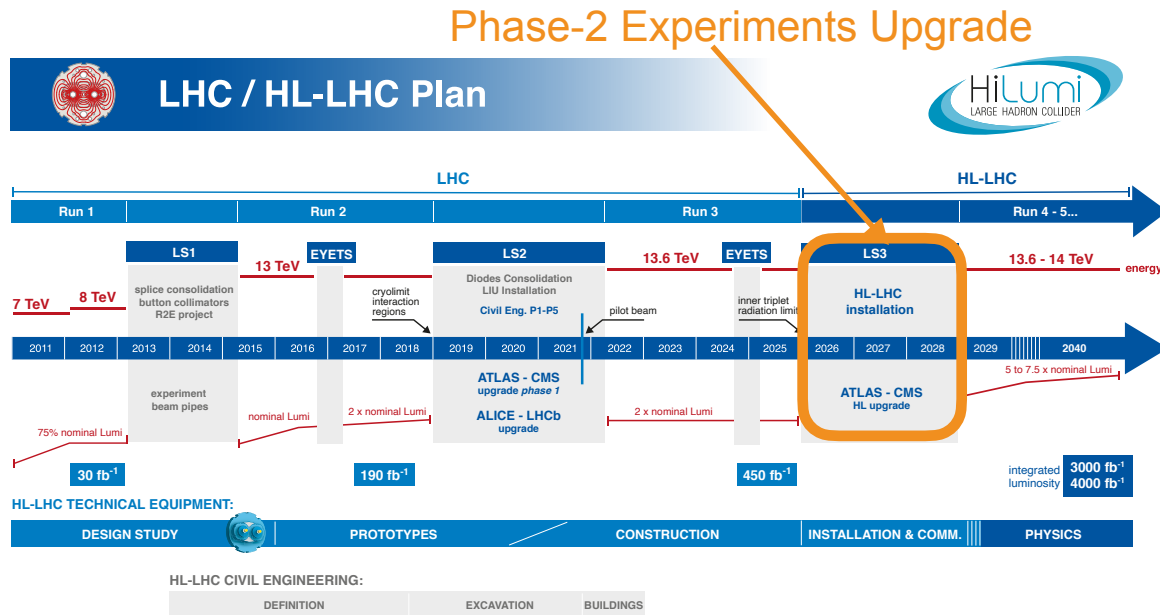 Phase-2 Experiments Upgrade
LHC / HL-LHC Plan
HiLumi
LARGE HADRON COLLIDER
LHC
HL-LHC
Run 1
Run 2
Run 3
Run 4 - 5...
LS1
EYETS
LS2
EYETS
LS3
13 TeV
13.6 TeV
13.6 - 14 TeV
energy
7 TeV
8 TeV
splice consolidation
button collimators
R2E project
cryolimit
interaction
regions
Diodes Consolidation
LIU Installation
Civil Eng. P1-P5
pilot beam
inner triplet
radiation limit
HL-LHC
installation
2011 2012 2013 2014 2015 2016 2017 2018 2019 2020 2021 2022 2023 2024 2025 2026 2027 2028 2029 2040
experiment
beam pipes
75% nominal Lumi
nominal Lumi
2 x nominal Lumi
ATLAS - CMS
upgrade phase 1
ALICE - LHCb
upgrade
2 x nominal Lumi
ATLAS - CMS
HL upgrade
5 to 7.5 x nominal Lumi
30 fb⁻¹
190 fb⁻¹
450 fb⁻¹
integrated
luminosity
3000 fb⁻¹
4000 fb⁻¹
HL-LHC TECHNICAL EQUIPMENT:
DESIGN STUDY
PROTOTYPES
CONSTRUCTION
INSTALLATION & COMM.
PHYSICS
HL-LHC CIVIL ENGINEERING:
DEFINITION
EXCAVATION
BUILDINGS